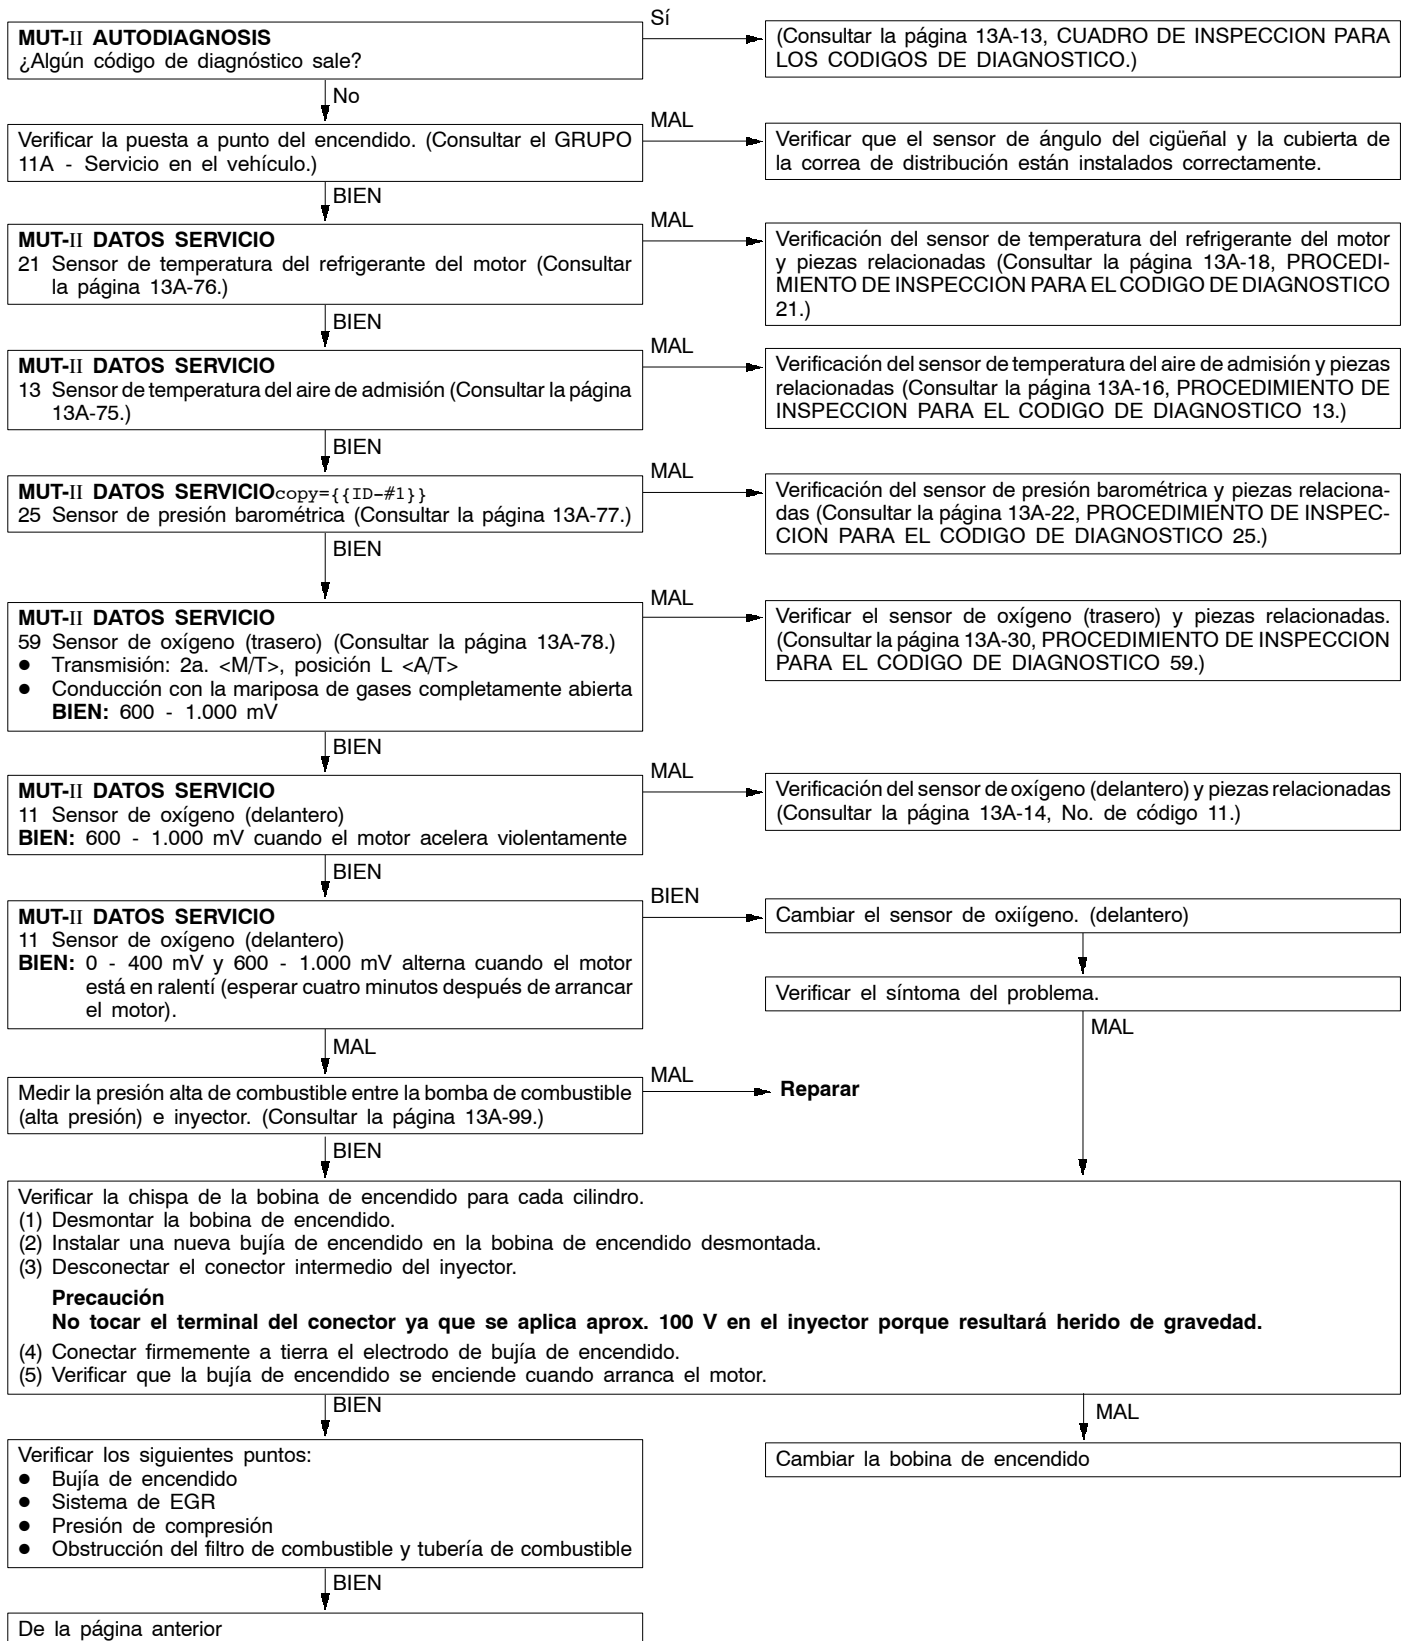 Sí
MUT-II AUTODIAGNOSIS
¿Algún código de diagnóstico sale?
(Consultar la página 13A-13, CUADRO DE INSPECCION PARA
LOS CODIGOS DE DIAGNOSTICO.)
No
MAL
Verificar la puesta a punto del encendido. (Consultar el GRUPO
11A - Servicio en el vehículo.)
Verificar que el sensor de ángulo del cigüeñal y la cubierta de
la correa de distribución están instalados correctamente.
BIEN
MAL
MUT-II DATOS SERVICIO
21 Sensor de temperatura del refrigerante del motor (Consultar
la página 13A-76.)
Verificación del sensor de temperatura del refrigerante del motor
y piezas relacionadas (Consultar la página 13A-18, PROCEDI-
MIENTO DE INSPECCION PARA EL CODIGO DE DIAGNOSTICO
21.)
BIEN
MAL
MUT-II DATOS SERVICIO
13 Sensor de temperatura del aire de admisión (Consultar la página
13A-75.)
Verificación del sensor de temperatura del aire de admisión y piezas
relacionadas (Consultar la página 13A-16, PROCEDIMIENTO DE
INSPECCION PARA EL CODIGO DE DIAGNOSTICO 13.)
BIEN
MAL
MUT-II DATOS SERVICIOcopy={{ID-#1}}
25 Sensor de presión barométrica (Consultar la página 13A-77.)
Verificación del sensor de presión barométrica y piezas relaciona-
das (Consultar la página 13A-22, PROCEDIMIENTO DE INSPEC-
CION PARA EL CODIGO DE DIAGNOSTICO 25.)
BIEN
MAL
MUT-II DATOS SERVICIO
59 Sensor de oxígeno (trasero) (Consultar la página 13A-78.)
● Transmisión: 2a. <M/T>, posición L <A/T>
● Conducción con la mariposa de gases completamente abierta
BIEN: 600 - 1.000 mV
Verificar el sensor de oxígeno (trasero) y piezas relacionadas.
(Consultar la página 13A-30, PROCEDIMIENTO DE INSPECCION
PARA EL CODIGO DE DIAGNOSTICO 59.)
BIEN
MAL
MUT-II DATOS SERVICIO
11 Sensor de oxígeno (delantero)
BIEN: 600 - 1.000 mV cuando el motor acelera violentamente
Verificación del sensor de oxígeno (delantero) y piezas relacionadas
(Consultar la página 13A-14, No. de código 11.)
BIEN
BIEN
MUT-II DATOS SERVICIO
11 Sensor de oxígeno (delantero)
BIEN: 0 - 400 mV y 600 - 1.000 mV alterna cuando el motor
está en ralentí (esperar cuatro minutos después de arrancar
el motor).
Cambiar el sensor de oxiígeno. (delantero)
Verificar el síntoma del problema.
MAL
MAL
MAL
Medir la presión alta de combustible entre la bomba de combustible
(alta presión) e inyector. (Consultar la página 13A-99.)
Reparar
BIEN
Verificar la chispa de la bobina de encendido para cada cilindro.
(1) Desmontar la bobina de encendido.
(2) Instalar una nueva bujía de encendido en la bobina de encendido desmontada.
(3) Desconectar el conector intermedio del inyector.
Precaución
No tocar el terminal del conector ya que se aplica aprox. 100 V en el inyector porque resultará herido de gravedad.
(4) Conectar firmemente a tierra el electrodo de bujía de encendido.
(5) Verificar que la bujía de encendido se enciende cuando arranca el motor.
BIEN
MAL
Verificar los siguientes puntos:
● Bujía de encendido
● Sistema de EGR
● Presión de compresión
● Obstrucción del filtro de combustible y tubería de combustible
Cambiar la bobina de encendido
BIEN
De la página anterior